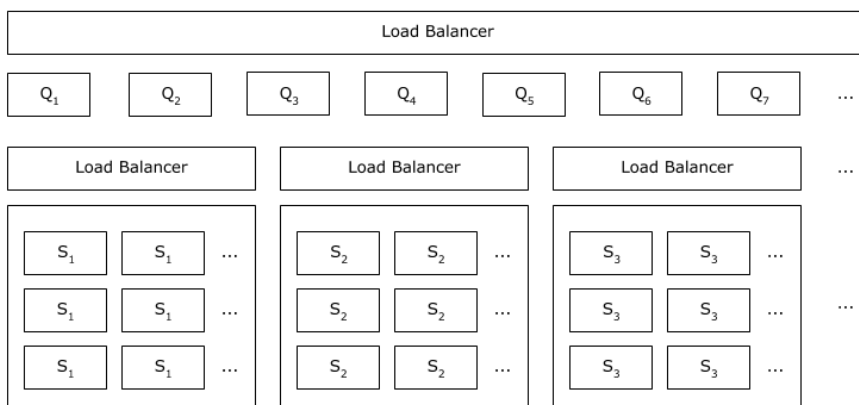 Load Balancer
Q1 Q2 Q3 Q4 Q5 Q6 Q7 ...
Load Balancer Load Balancer Load Balancer ...
S1 S1 ... S2 S2 ... S3 S3 ...
S1 S1 ... S2 S2 ... S3 S3 ... ...
S1 S1 ... S2 S2 ... S3 S3 ...